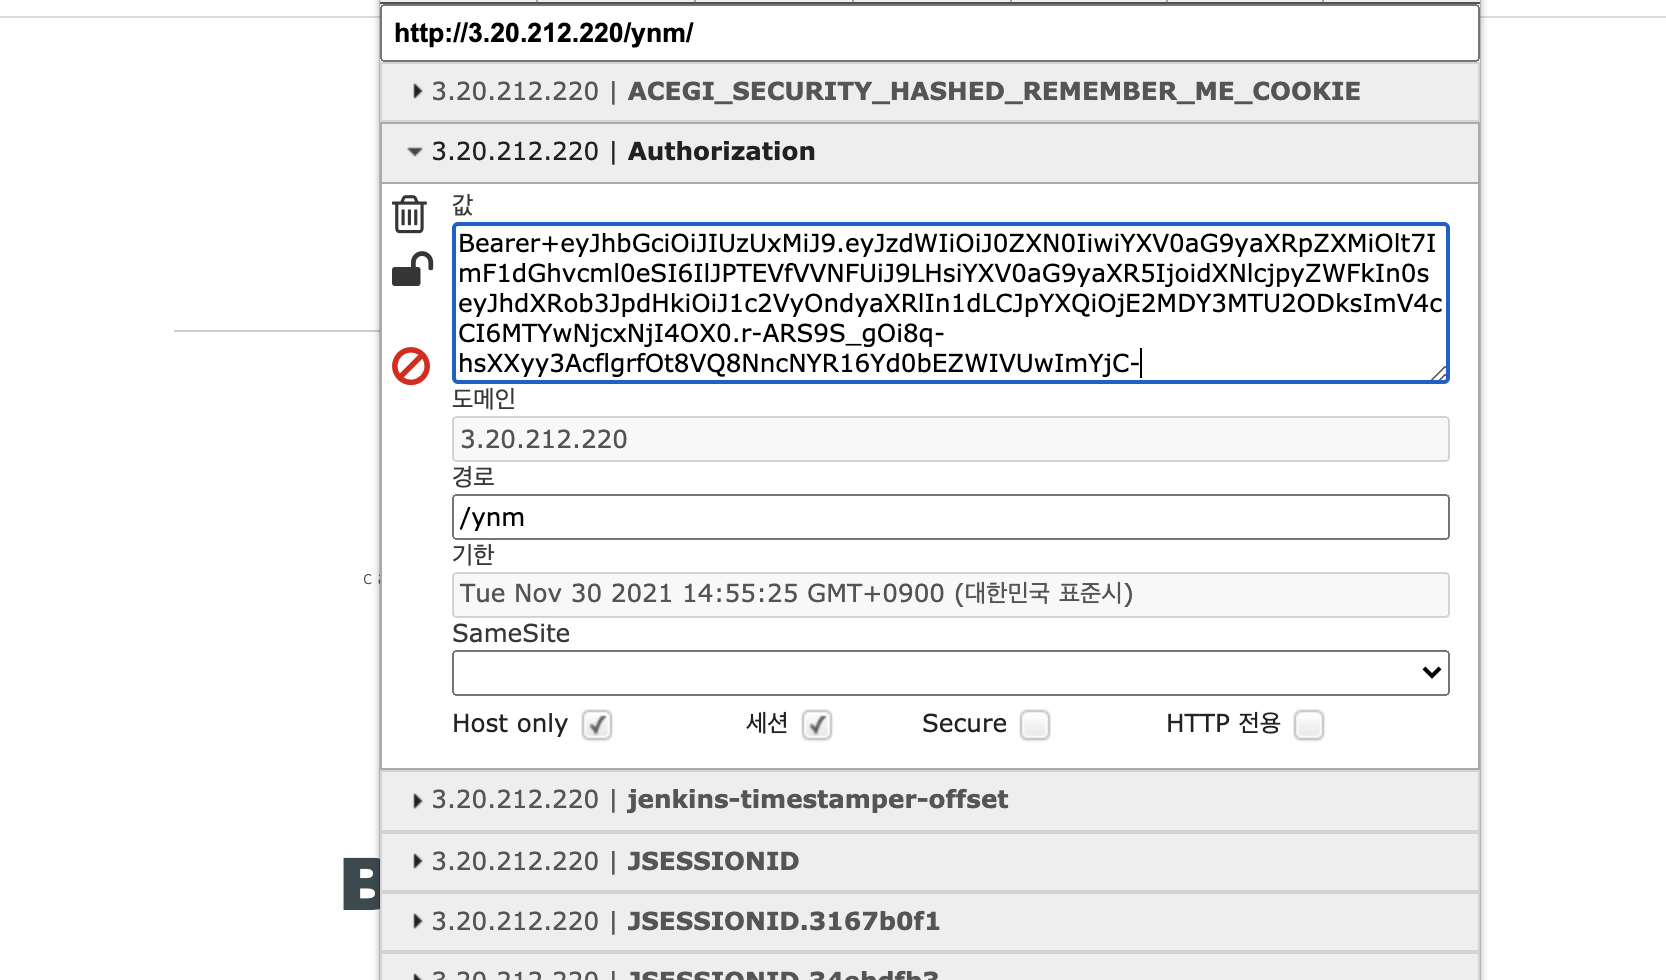 http://3.20.212.220/ynm/
3.20.212.220 | ACEGI_SECURITY_HASHED_REMEMBER_ME_COOKIE
3.20.212.220 | Authorization
값
Bearer+eyJhbGciOiJIUzUxMiJ9.eyJzdWIiOiJ0ZXN0IiwiYXV0aG9yaXRpZXMiOlt7I
mF1dGhvcml0eSI6IlJPTEVfVVNFUiJ9LHsiYXV0aG9yaXR5IjoidXNlcjpyZWFkIn0s
eyJhdXRob3JpdHkiOiJ1c2VyOndyaXRlIn1dLCJpYXQiOjE2MDY3MTU2ODksImV4c
CI6MTYwNjcxNjI4OX0.r-ARS9S_gOi8q-
hsXXyy3AcflgrfOt8VQ8NncNYR16Yd0bEZWIVUwImYjC-
도메인
3.20.212.220
경로
/ynm
기한
Tue Nov 30 2021 14:55:25 GMT+0900 (대한민국 표준시)
SameSite
Host only 세션 Secure HTTP 전용
3.20.212.220 | jenkins-timestamper-offset
3.20.212.220 | JSESSIONID
B
3.20.212.220 | JSESSIONID.3167b0f1